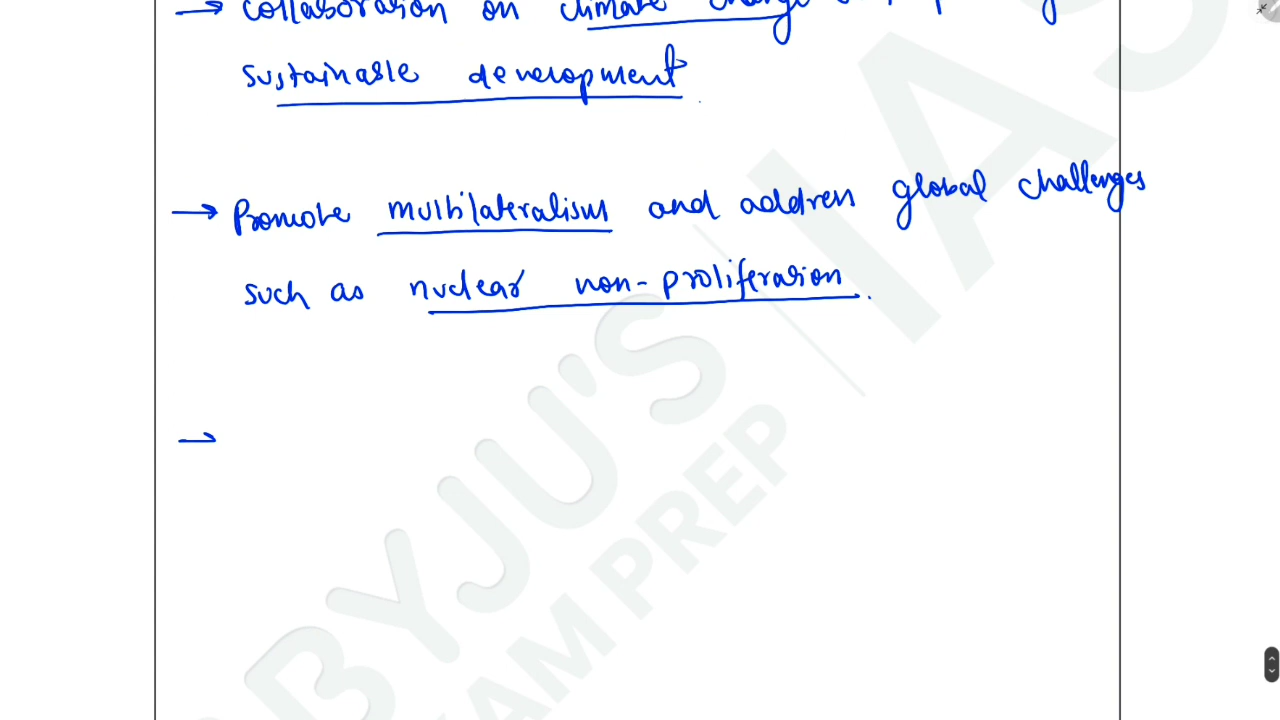 → Collaboration on climate change
sustainable development
→ Promote multilateralism and address global challenges
such as nuclear non-proliferation.
→
BYJU'S IAS
EXAM PREP